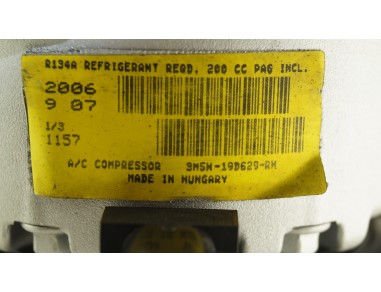 R134A REFRIGERANT REQD. 200 CC PAG INCL.
2006
9 07
1/3
1157
A/C COMPRESSOR 3M5H-19D629-RH
MADE IN HUNGARY